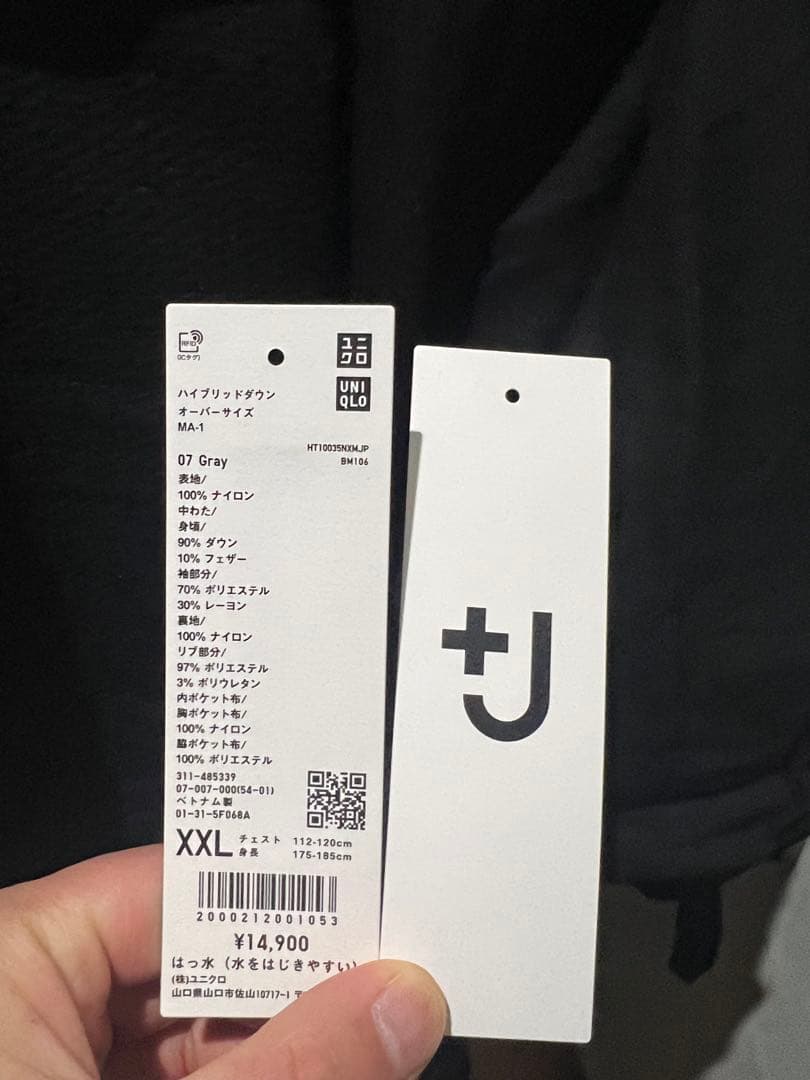 RFID
(ICタグ)
ユニ
クロ
UNI
QLO
ハイブリッドダウン
オーバーサイズ
MA-1
HT10035NXMJP
BM106
07 Gray
表地/
100% ナイロン
中わた/
身頃/
90% ダウン
10% フェザー
袖部分/
70% ポリエステル
30% レーヨン
裏地/
100% ナイロン
リブ部分/
97% ポリエステル
3% ポリウレタン
内ポケット布/
胸ポケット布/
100% ナイロン
脇ポケット布/
100% ポリエステル
311-485339
07-007-000(54-01)
ベトナム製
01-31-5F068A
XXL チェスト 112-120cm
身長 175-185cm
2000212001053
¥14,900
はっ水（水をはじきやすい）
(株)ユニクロ
山口県山口市佐山10717-1 〒
+J